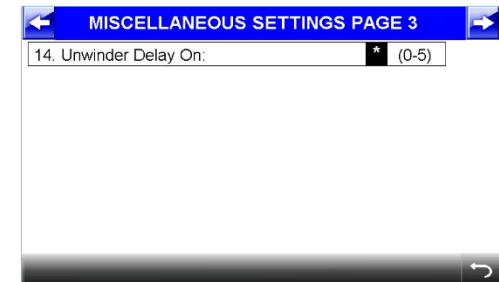 MISCELLANEOUS SETTINGS PAGE 3
14. Unwinder Delay On: * (0-5)